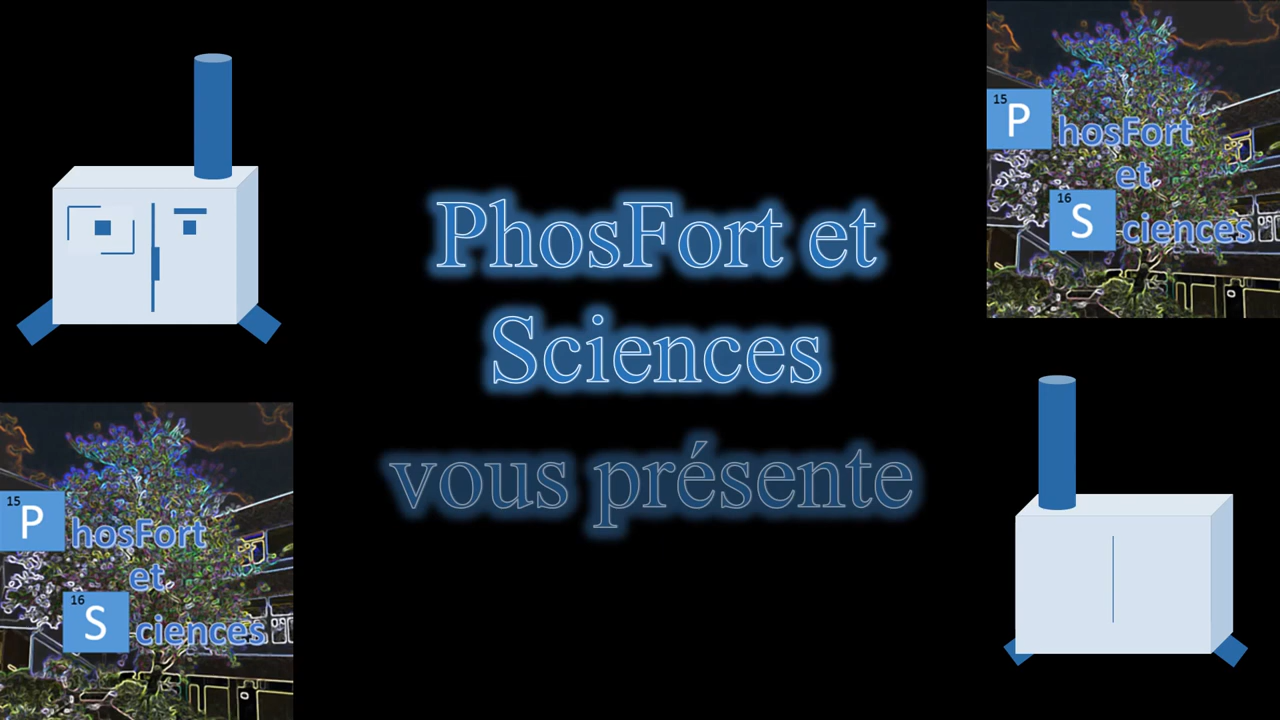 PhosFort et
Sciences
vous présente
15
P
hosFort
et
16
S
ciences
15
P
hosFort
et
16
S
ciences